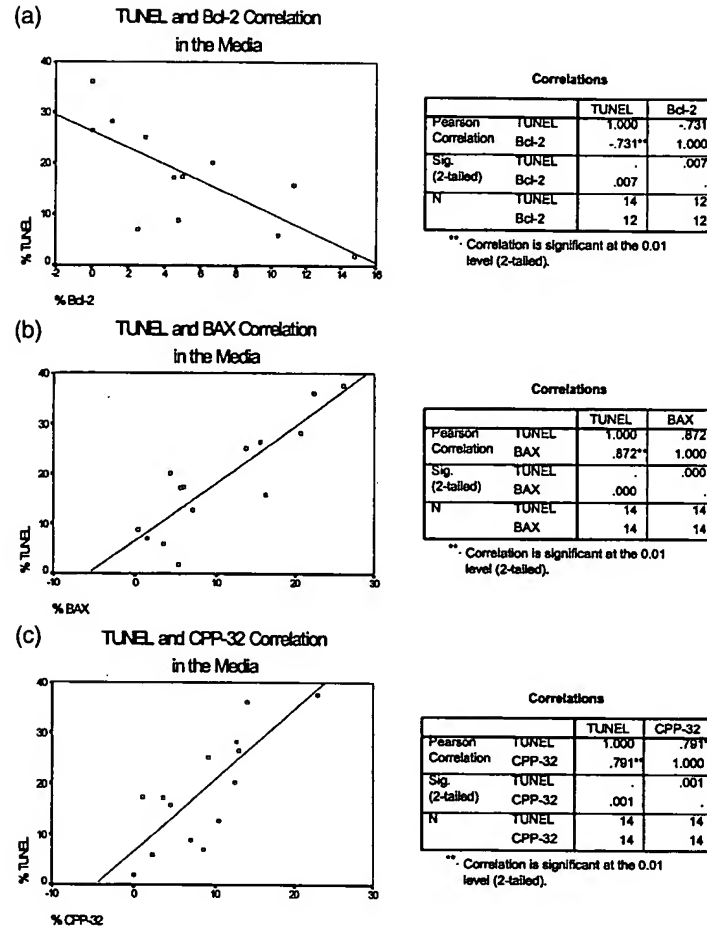 (a)
TUNEL and Bcl-2 Correlation
in the Media
40
30
20
10
0
% TUNEL
-2 0 2 4 6 8 10 12 14 16
% Bcl-2
Correlations
TUNEL Bcl-2
Pearson TUNEL 1.000 -.731
Correlation Bcl-2 -.731** 1.000
Sig. TUNEL . .007
(2-tailed) Bcl-2 .007 .
N TUNEL 14 12
Bcl-2 12 12
**. Correlation is significant at the 0.01
level (2-tailed).
(b)
TUNEL and BAX Correlation
in the Media
40
30
20
10
0
% TUNEL
-10 0 10 20 30
% BAX
Correlations
TUNEL BAX
Pearson TUNEL 1.000 .872
Correlation BAX .872** 1.000
Sig. TUNEL . .000
(2-tailed) BAX .000 .
N TUNEL 14 14
BAX 14 14
**. Correlation is significant at the 0.01
level (2-tailed).
(c)
TUNEL and CPP-32 Correlation
in the Media
40
30
20
10
0
% TUNEL
-10 0 10 20 30
% CPP-32
Correlations
TUNEL CPP-32
Pearson TUNEL 1.000 .791*
Correlation CPP-32 .791** 1.000
Sig. TUNEL . .001
(2-tailed) CPP-32 .001 .
N TUNEL 14 14
CPP-32 14 14
**. Correlation is significant at the 0.01
level (2-tailed).